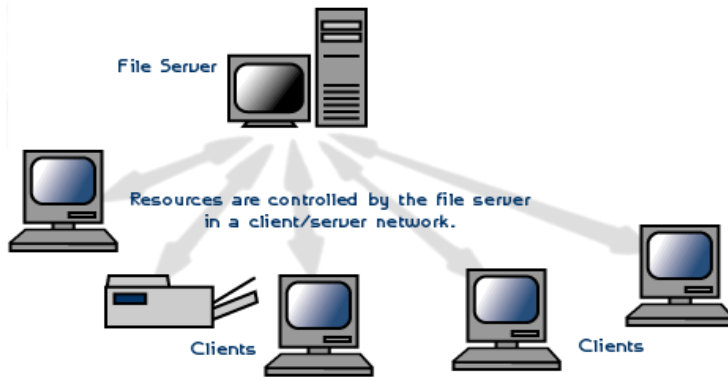 File Server
Resources are controlled by the file server
in a client/server network.
Clients
Clients